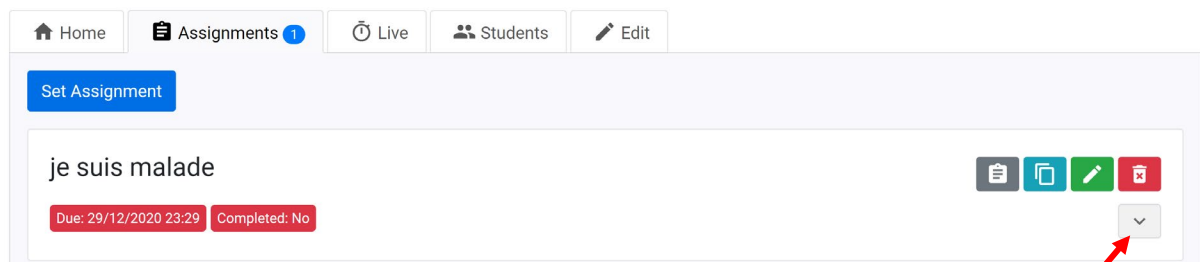 Home Assignments 1 Live Students Edit
Set Assignment
je suis malade
Due: 29/12/2020 23:29 Completed: No